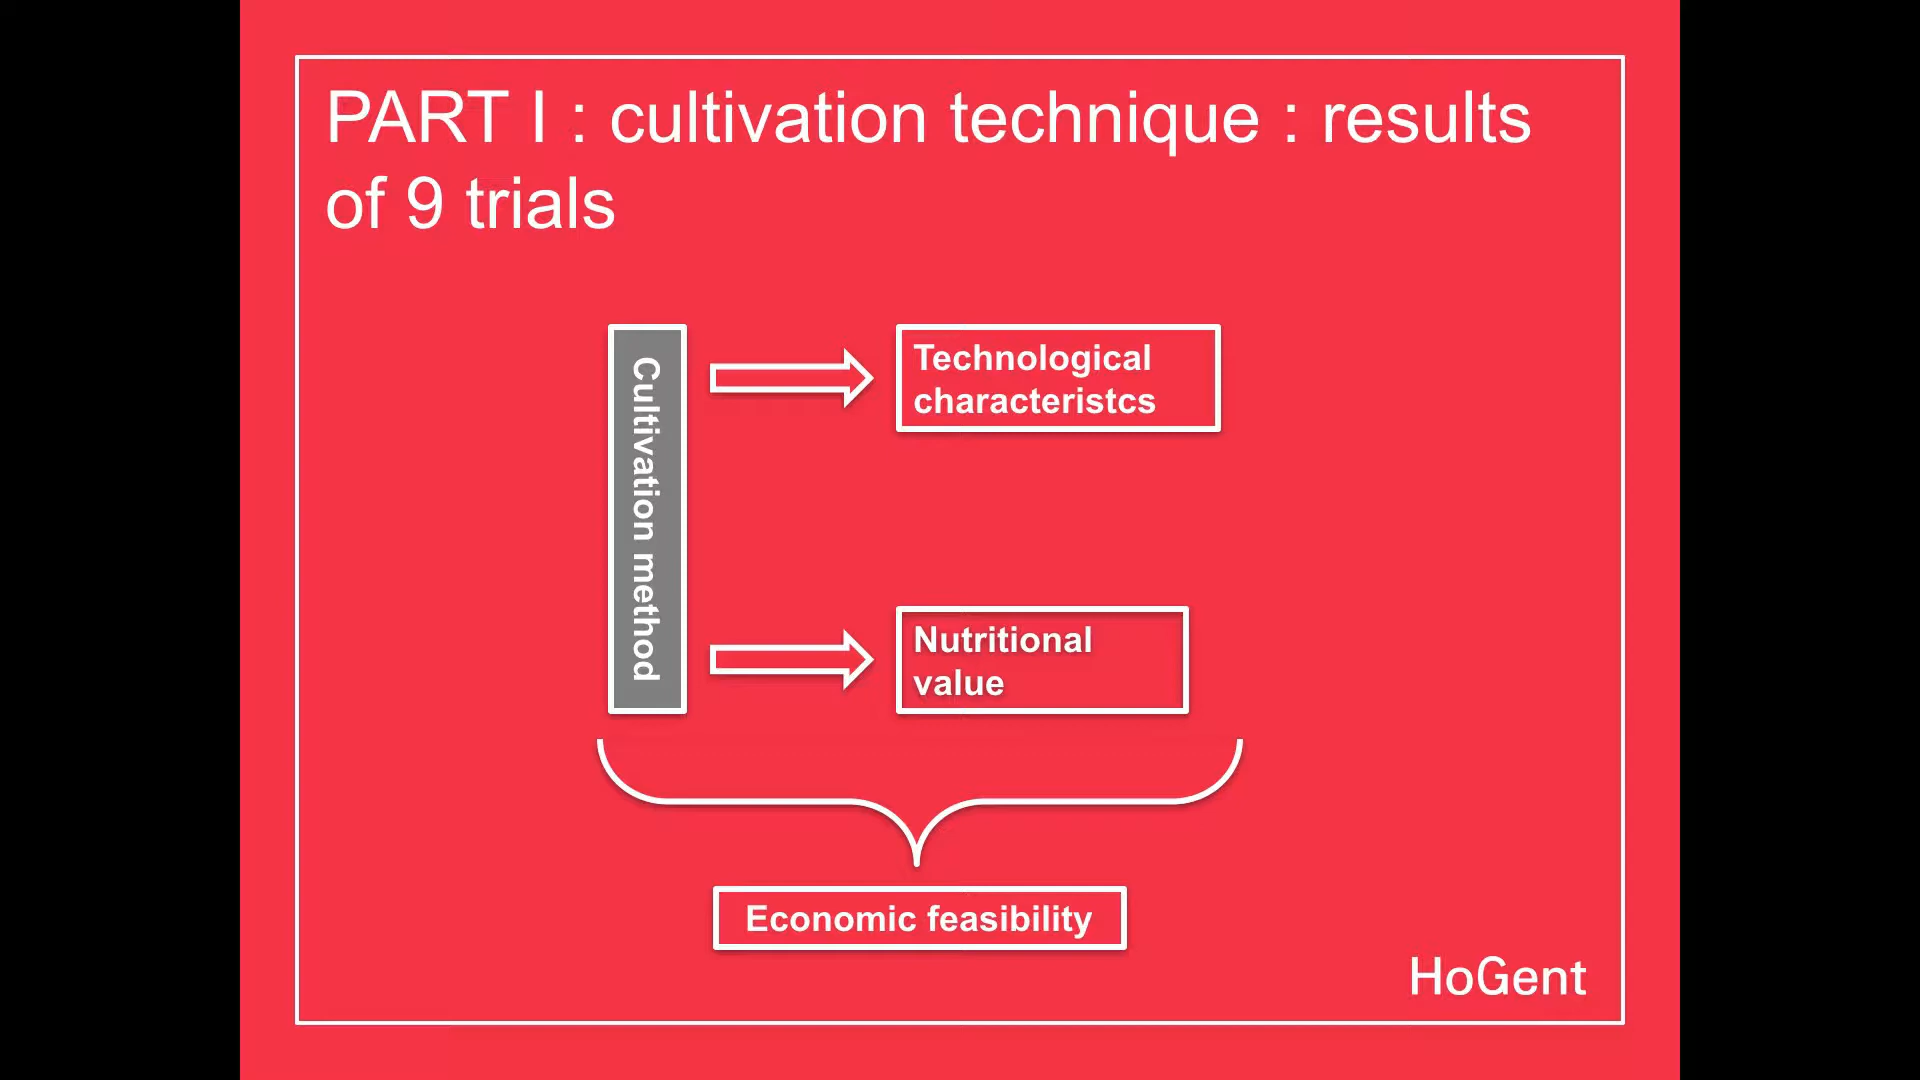 PART I : cultivation technique : results
of 9 trials
Cultivation method
Technological
characteristcs
Nutritional
value
Economic feasibility
HoGent